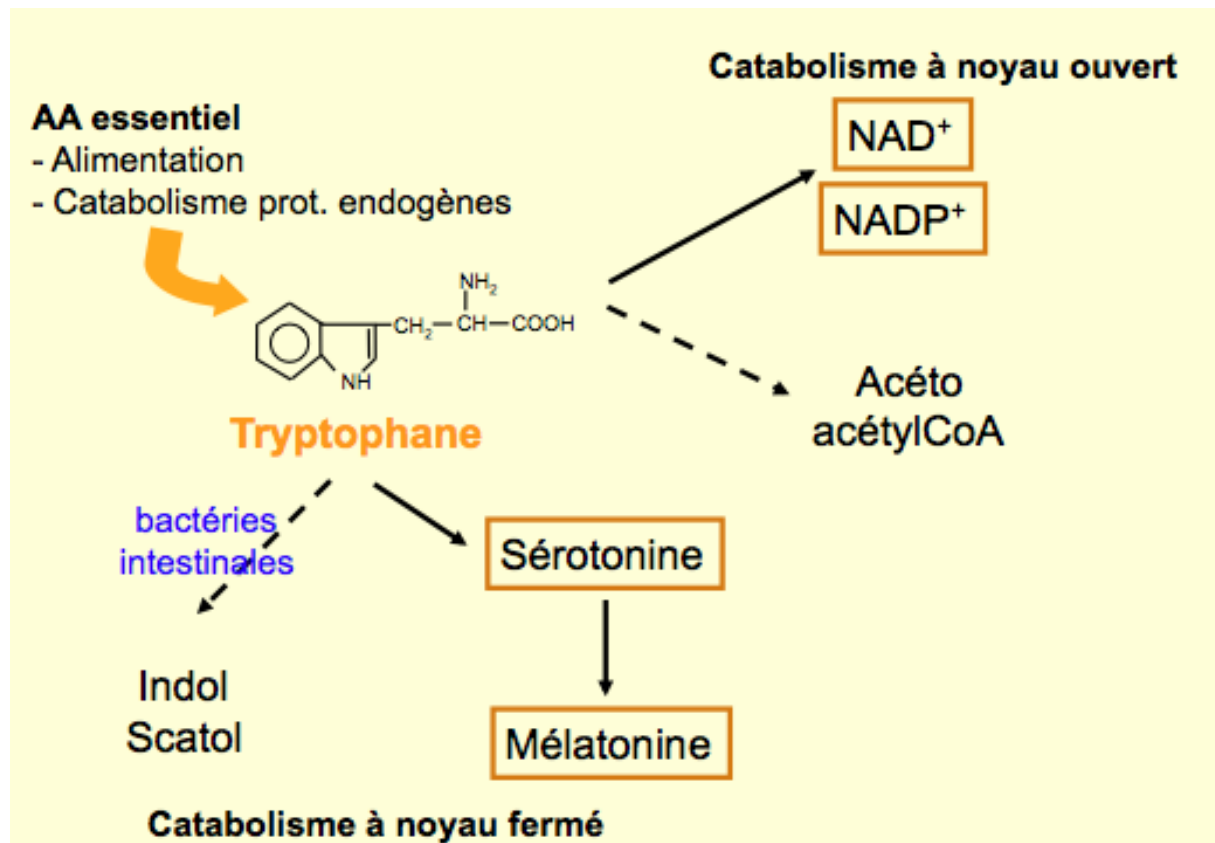 Catabolisme à noyau ouvert
AA essentiel
- Alimentation
- Catabolisme prot. endogènes
NAD⁺
NADP⁺
NH₂
CH₂—CH—COOH
NH
Tryptophane
Acéto
acétylCoA
bactéries
intestinales
Sérotonine
Indol
Scatol
Mélatonine
Catabolisme à noyau fermé